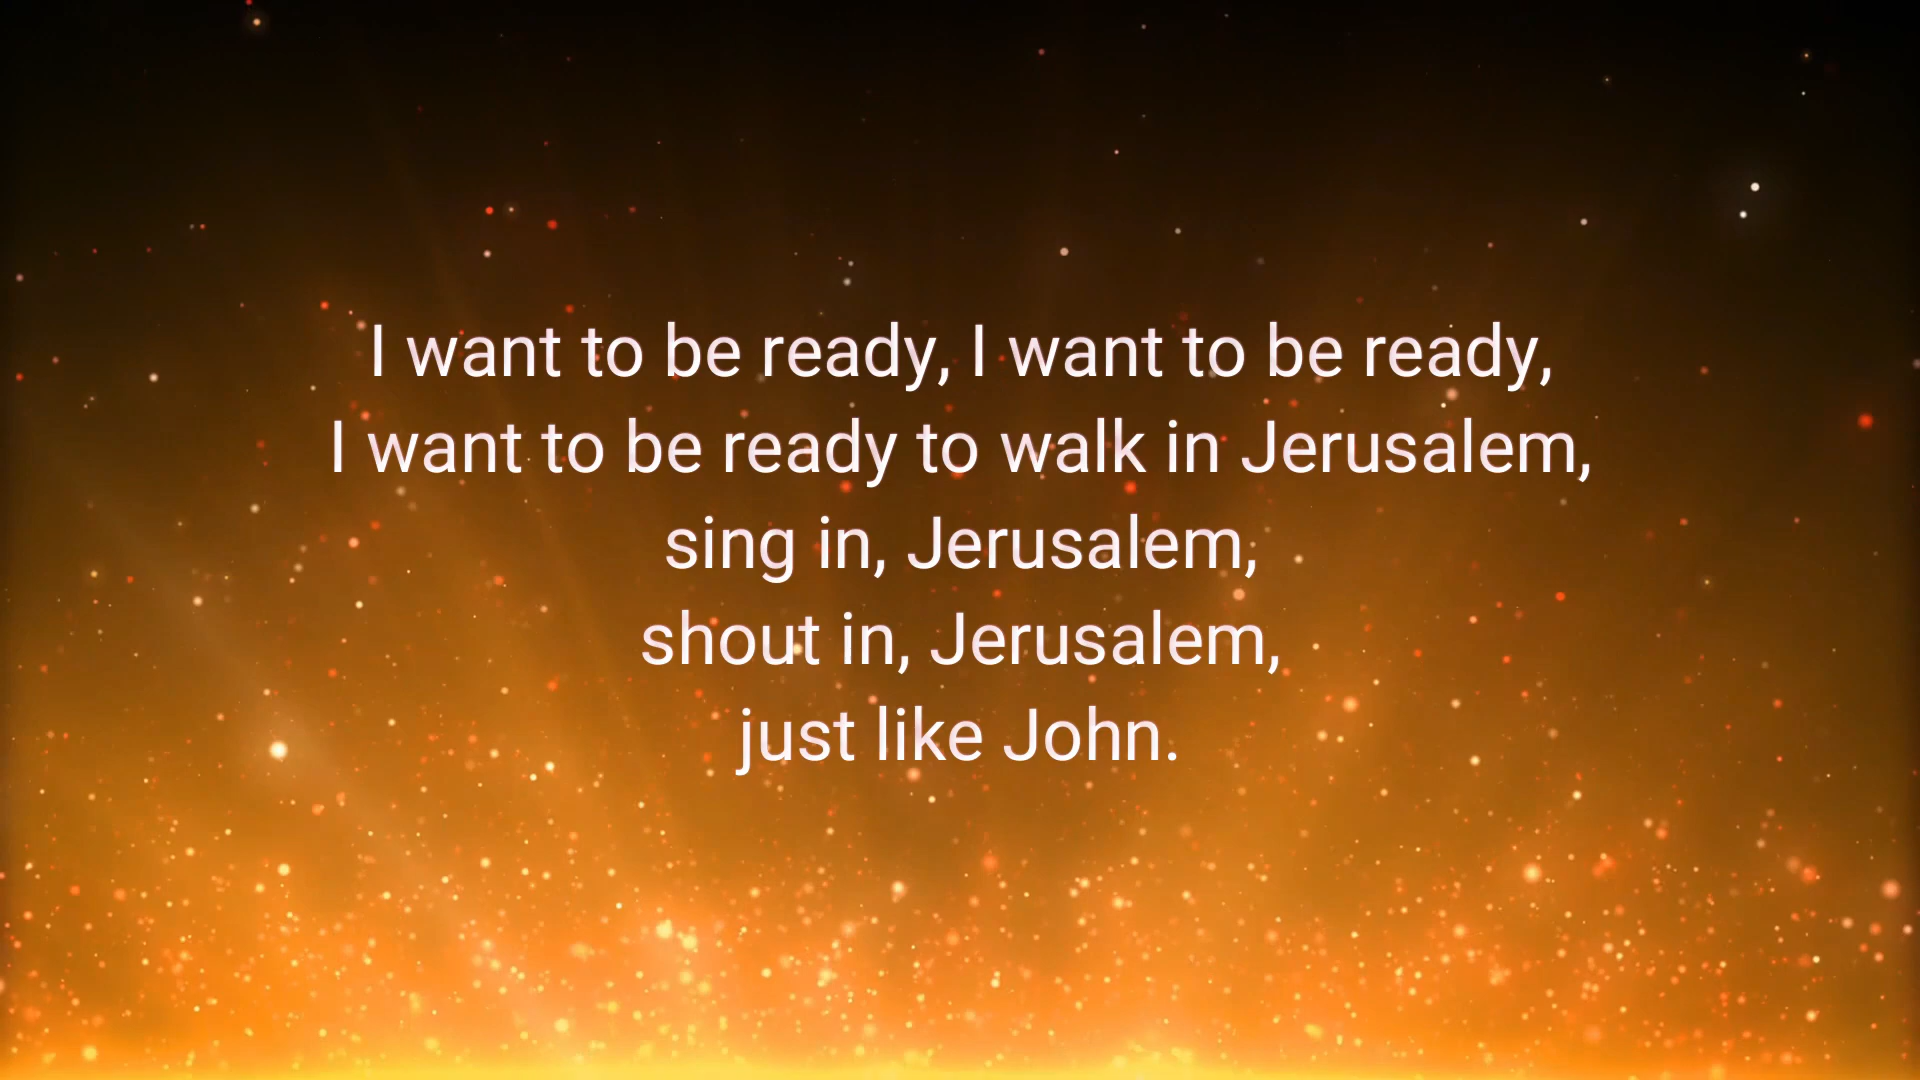 I want to be ready, I want to be ready,
I want to be ready to walk in Jerusalem,
sing in, Jerusalem,
shout in, Jerusalem,
just like John.